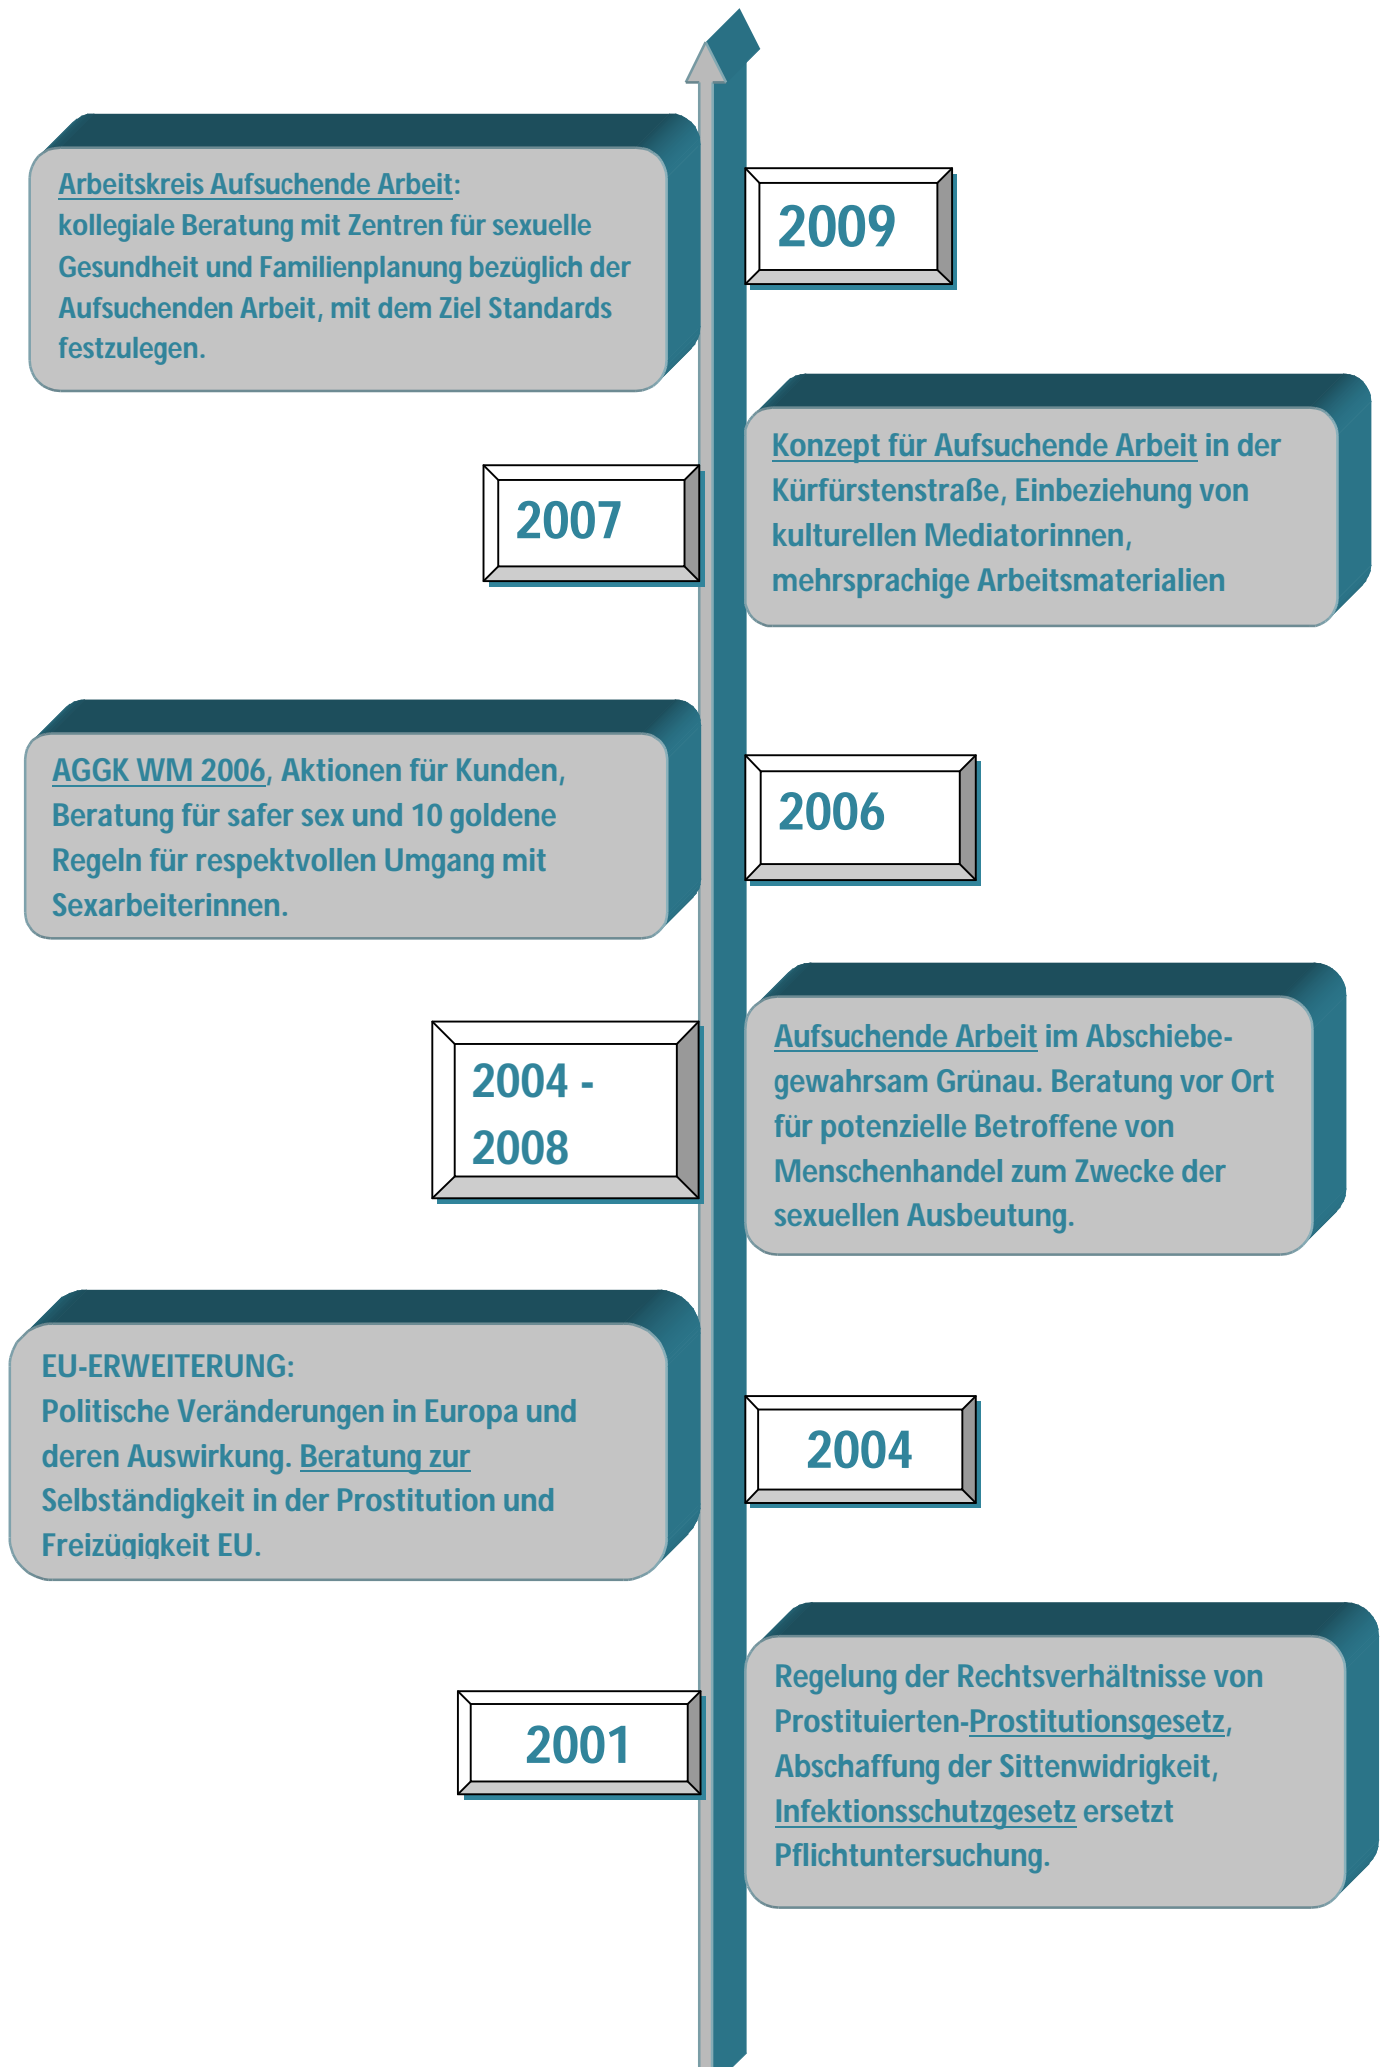 Arbeitskreis Aufsuchende Arbeit:
kollegiale Beratung mit Zentren für sexuelle
Gesundheit und Familienplanung bezüglich der
Aufsuchenden Arbeit, mit dem Ziel Standards
festzulegen.
2009
Konzept für Aufsuchende Arbeit in der
Kürfürstenstraße, Einbeziehung von
kulturellen Mediatorinnen,
mehrsprachige Arbeitsmaterialien
2007
AGGK WM 2006, Aktionen für Kunden,
Beratung für safer sex und 10 goldene
Regeln für respektvollen Umgang mit
Sexarbeiterinnen.
2006
Aufsuchende Arbeit im Abschiebe-
gewahrsam Grünau. Beratung vor Ort
für potenzielle Betroffene von
Menschenhandel zum Zwecke der
sexuellen Ausbeutung.
2004 -
2008
EU-ERWEITERUNG:
Politische Veränderungen in Europa und
deren Auswirkung. Beratung zur
Selbständigkeit in der Prostitution und
Freizügigkeit EU.
2004
Regelung der Rechtsverhältnisse von
Prostituierten-Prostitutionsgesetz,
Abschaffung der Sittenwidrigkeit,
Infektionsschutzgesetz ersetzt
Pflichtuntersuchung.
2001